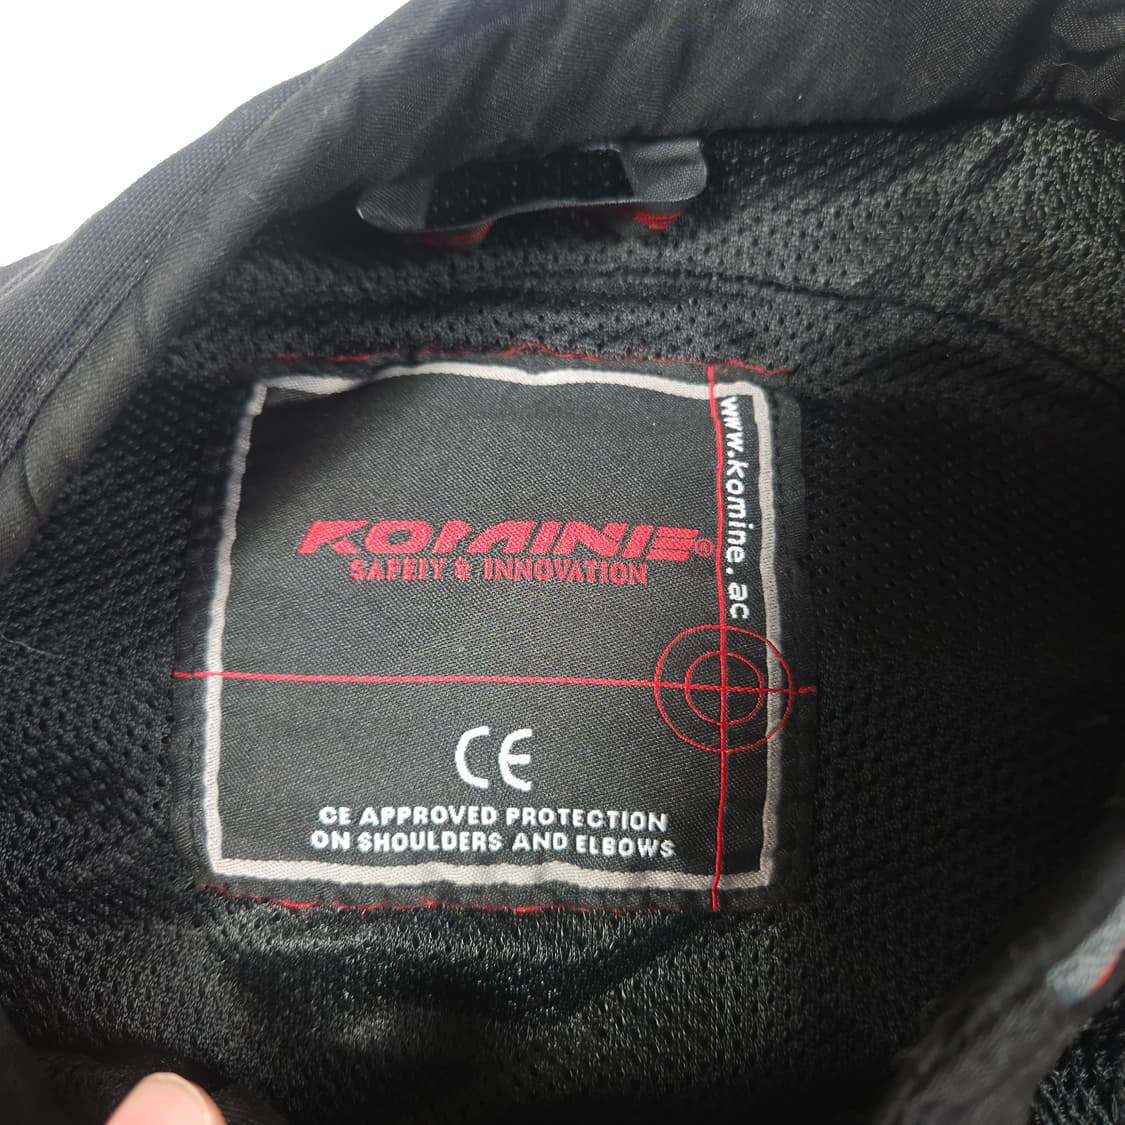 KOMINE®
SAFETY & INNOVATION
www.komine.ac
CE
CE APPROVED PROTECTION
ON SHOULDERS AND ELBOWS